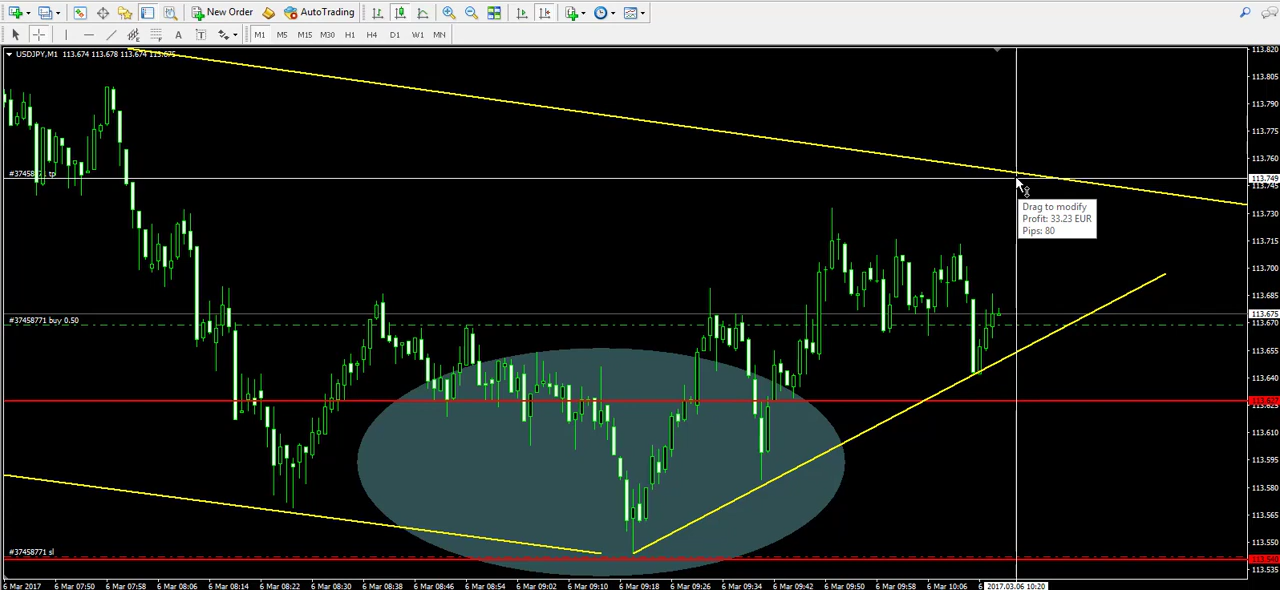 New Order AutoTrading
A T M1 M5 M15 M30 H1 H4 D1 W1 MN
USDJPY,M1 113.674 113.678 113.674 113.675
113.820
113.805
113.790
113.775
113.760
#37458771 tp
113.749
113.745
Drag to modify
Profit: 33.23 EUR
Pips: 80
113.730
113.715
113.700
113.685
113.675
#37458771 buy 0.50
113.670
113.655
113.640
113.625
113.610
113.595
113.580
113.565
113.550
#37458771 sl
113.535
6 Mar 2017 6 Mar 07:50 6 Mar 07:58 6 Mar 08:06 6 Mar 08:14 6 Mar 08:22 6 Mar 08:30 6 Mar 08:38 6 Mar 08:46 6 Mar 08:54 6 Mar 09:02 6 Mar 09:10 6 Mar 09:18 6 Mar 09:26 6 Mar 09:34 6 Mar 09:42 6 Mar 09:50 6 Mar 09:58 6 Mar 10:06 6 2017.03.06 10:20